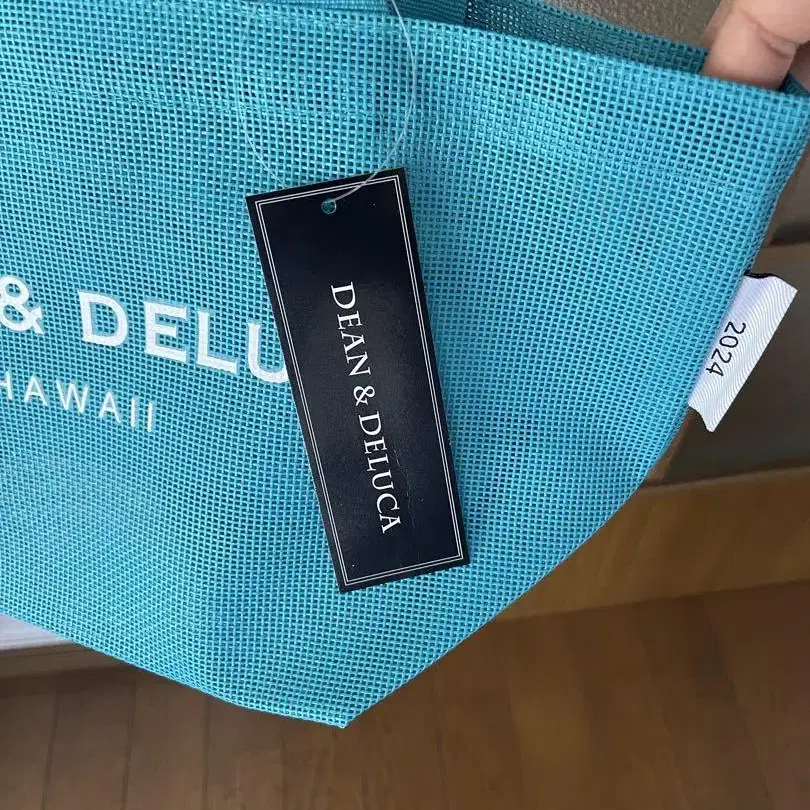 & DELU
HAWAII
DEAN & DELUCA
2024